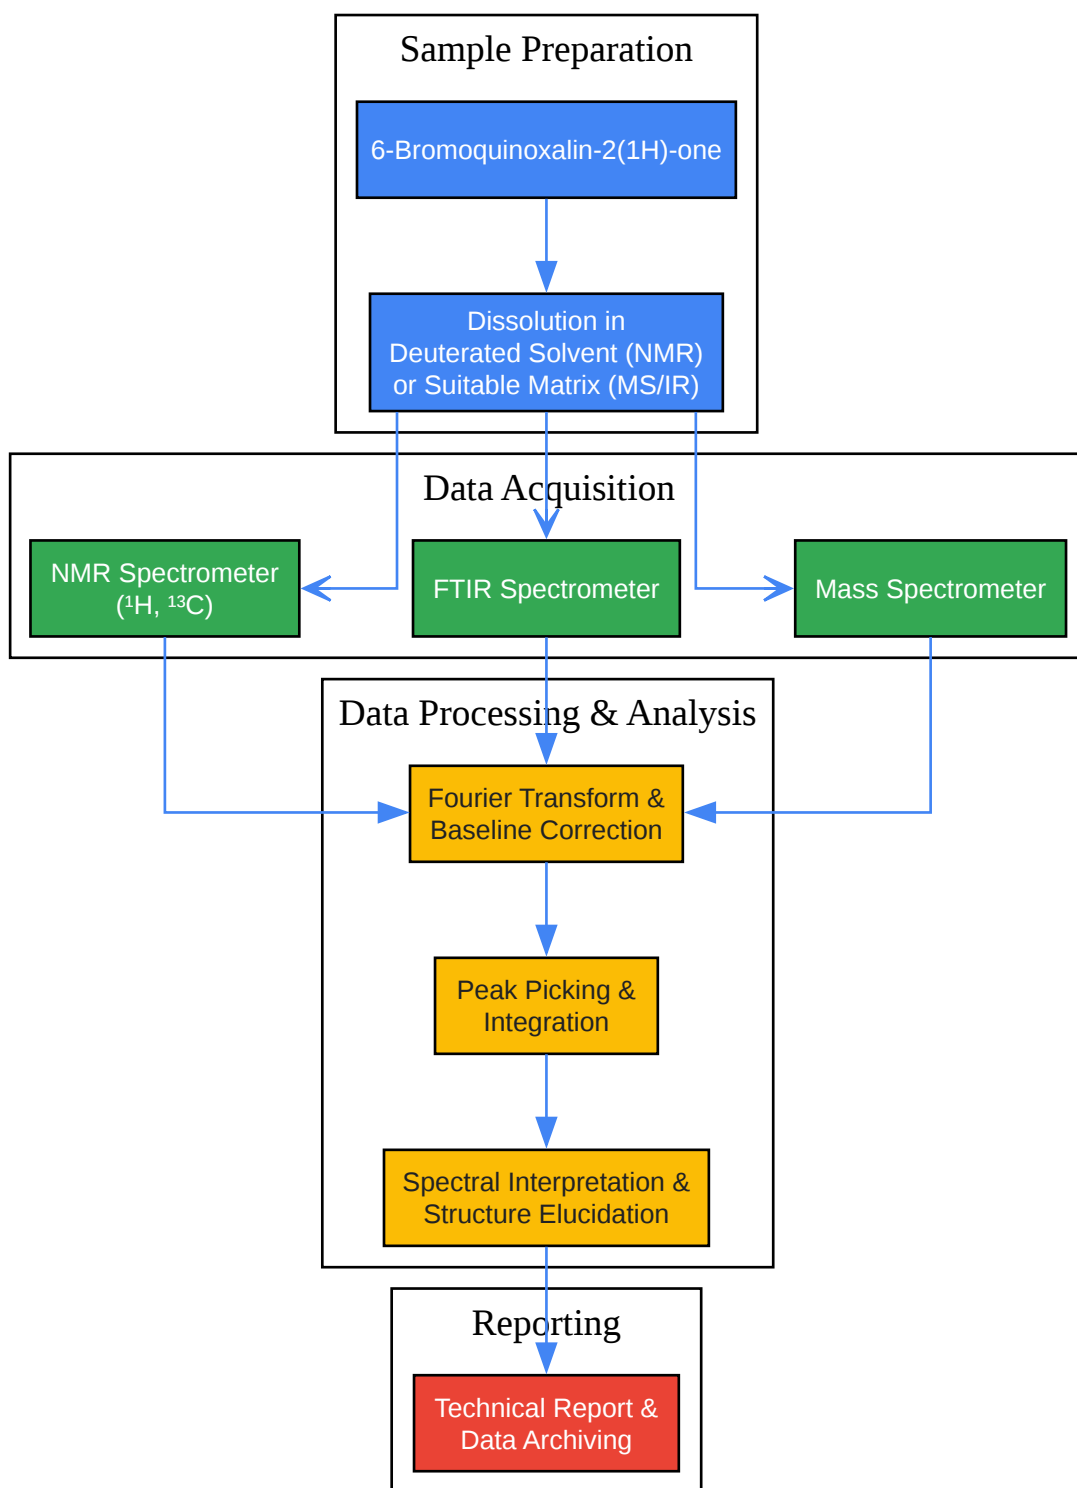 Sample Preparation
6-Bromoquinoxalin-2(1H)-one
Dissolution in
Deuterated Solvent (NMR)
or Suitable Matrix (MS/IR)
Data Acquisition
NMR Spectrometer
(¹H, ¹³C)
FTIR Spectrometer
Mass Spectrometer
Data Processing & Analysis
Fourier Transform &
Baseline Correction
Peak Picking &
Integration
Spectral Interpretation &
Structure Elucidation
Reporting
Technical Report &
Data Archiving